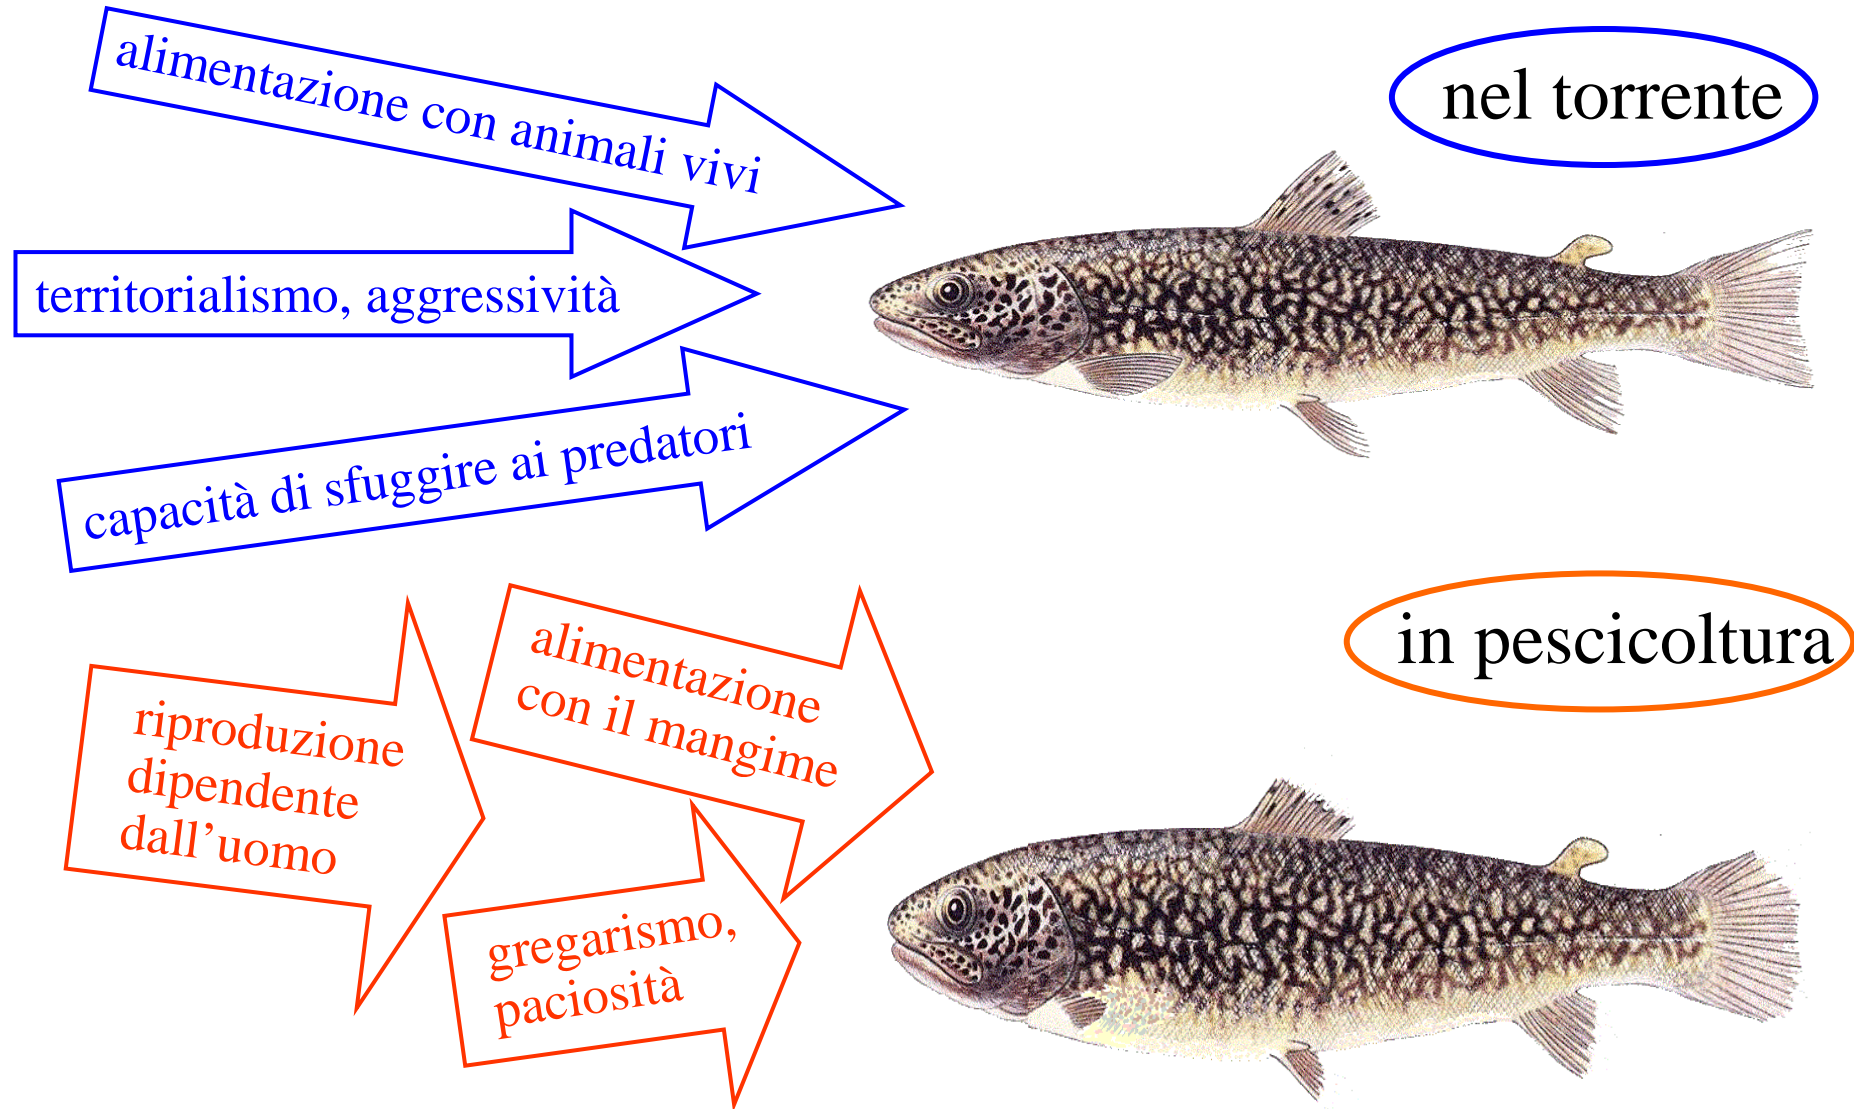 alimentazione con animali vivi
nel torrente
territorialismo, aggressività
capacità di sfuggire ai predatori
in pescicoltura
alimentazione
con il mangime
riproduzione
dipendente
dall’uomo
gregarismo,
paciosità